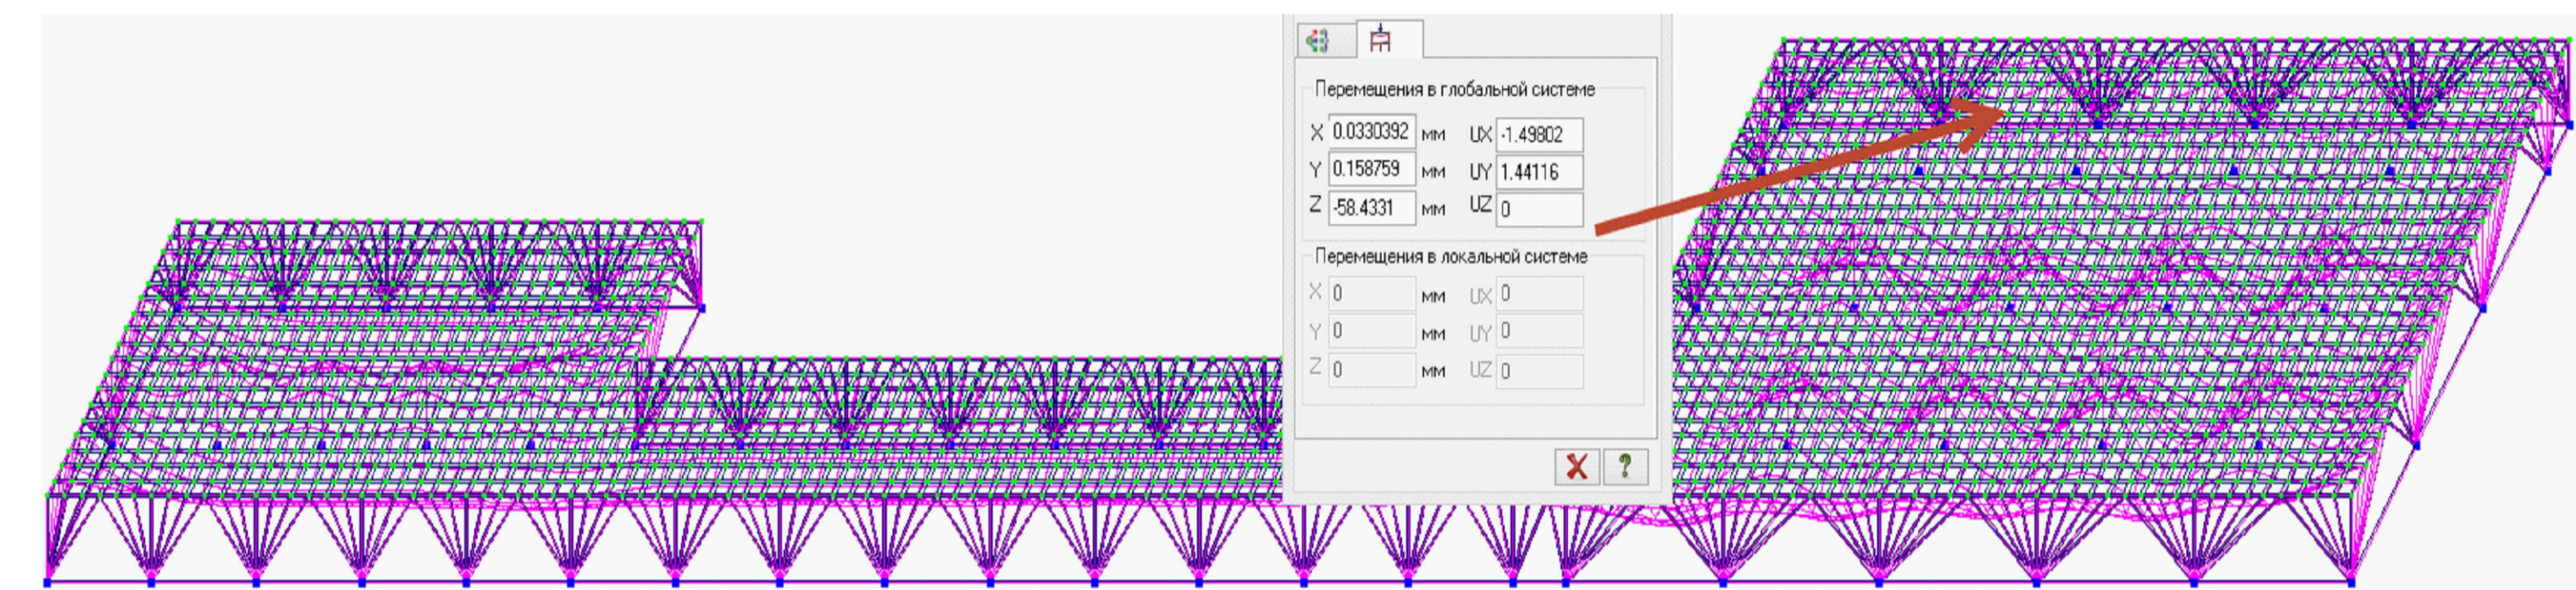 Перемещения в глобальной системе
X 0.0330392 мм UX -1.49802
Y 0.158759 мм UY 1.44116
Z -58.4331 мм UZ 0
Перемещения в локальной системе
X 0 мм UX 0
Y 0 мм UY 0
Z 0 мм UZ 0
?